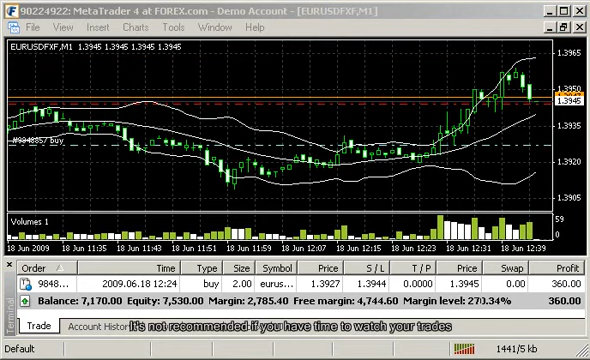 90224922: MetaTrader 4 at FOREX.com - Demo Account - [EURUSDFXF,M1]
File View Insert Charts Tools Window Help
EURUSDFXF,M1 1.3945 1.3945 1.3945 1.3945
1.3965
1.3950
1.3945
1.3935
buy
1.3920
1.3905
Volumes 1
59
0
18 Jun 2009 18 Jun 11:35 18 Jun 11:43 18 Jun 11:51 18 Jun 11:59 18 Jun 12:07 18 Jun 12:15 18 Jun 12:23 18 Jun 12:31 18 Jun 12:39
Order Time Type Size Symbol Price S / L T / P Price Swap Profit
9848... 2009.06.18 12:24 buy 2.00 eurus... 1.3927 1.3944 0.0000 1.3945 0.00 360.00
Balance: 7,170.00 Equity: 7,530.00 Margin: 2,785.40 Free margin: 4,744.60 Margin level: 270.34% 360.00
Terminal
Trade Account History
It's not recommended if you have time to watch your trades
Default 1441/5 kb